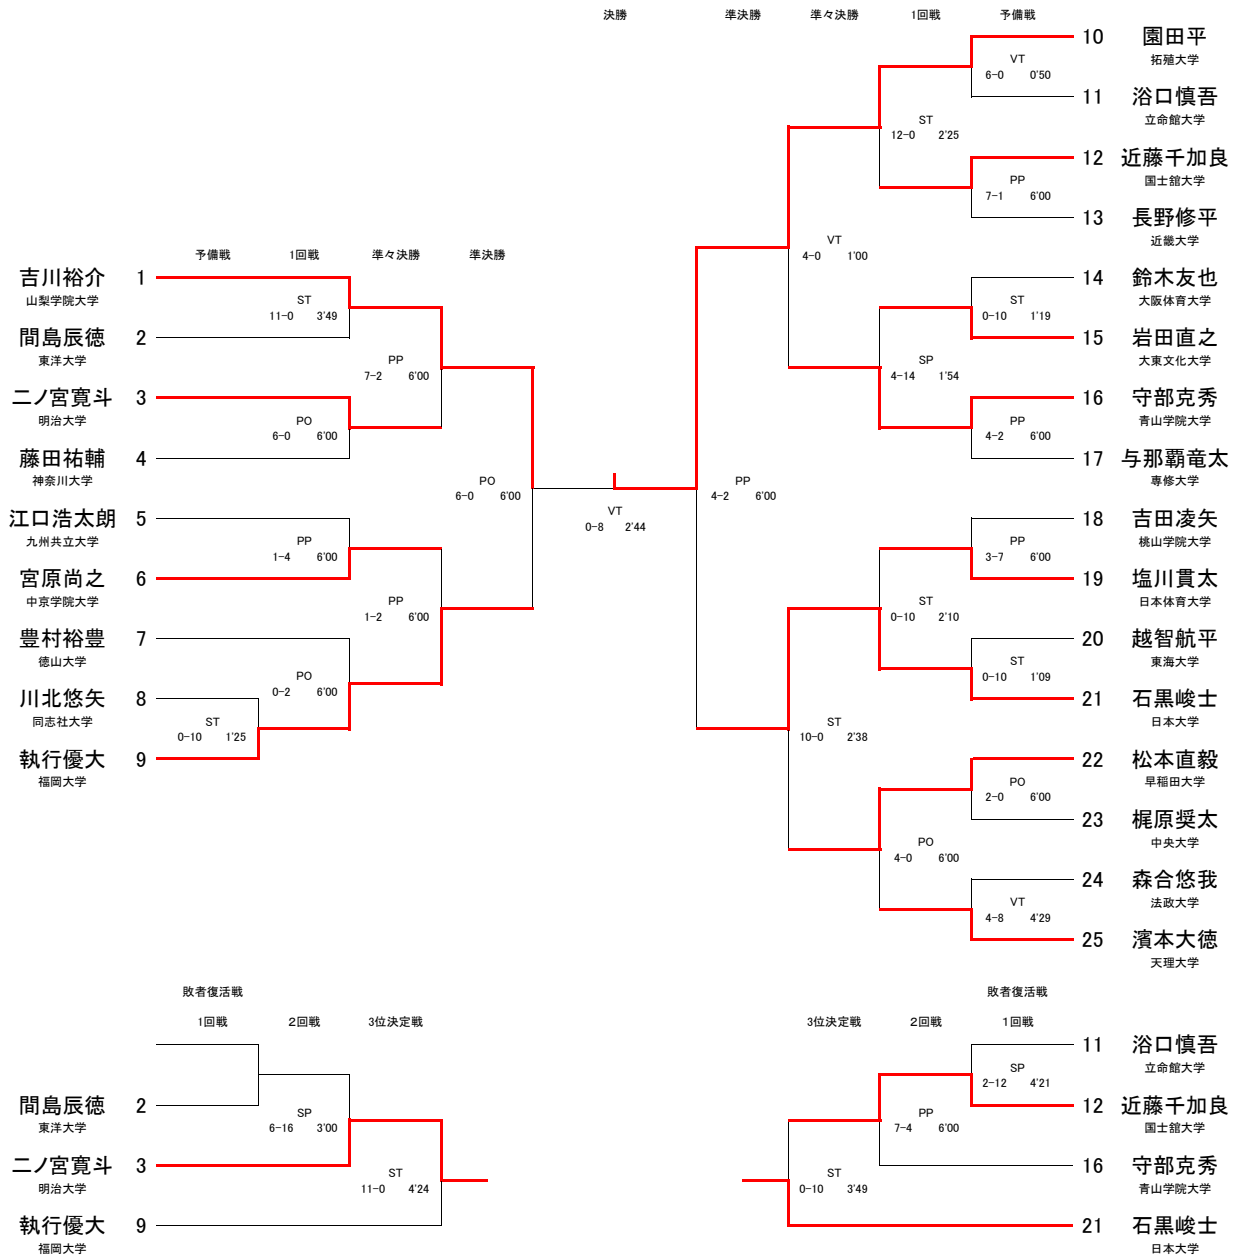 決勝 準決勝 準々決勝 1回戦 予備戦
10 園田平
拓殖大学
VT
6-0 0'50
11 浴口慎吾
立命館大学
ST
12-0 2'25
12 近藤千加良
国士舘大学
PP
7-1 6'00
13 長野修平
近畿大学
VT
4-0 1'00
14 鈴木友也
大阪体育大学
ST
0-10 1'19
15 岩田直之
大東文化大学
SP
4-14 1'54
16 守部克秀
青山学院大学
PP
4-2 6'00
17 与那覇竜太
専修大学
PP
4-2 6'00
18 吉田凌矢
桃山学院大学
PP
3-7 6'00
19 塩川貫太
日本体育大学
ST
0-10 2'10
20 越智航平
東海大学
ST
0-10 1'09
21 石黒峻士
日本大学
ST
10-0 2'38
22 松本直毅
早稲田大学
PO
2-0 6'00
23 梶原奨太
中央大学
PO
4-0 6'00
24 森合悠我
法政大学
VT
4-8 4'29
25 濱本大徳
天理大学
予備戦 1回戦 準々決勝 準決勝
吉川裕介 1
山梨学院大学
ST
11-0 3'49
間島辰徳 2
東洋大学
PP
7-2 6'00
二ノ宮寛斗 3
明治大学
PO
6-0 6'00
藤田祐輔 4
神奈川大学
PO
6-0 6'00
VT
0-8 2'44
江口浩太朗 5
九州共立大学
PP
1-4 6'00
宮原尚之 6
中京学院大学
PP
1-2 6'00
豊村裕豊 7
徳山大学
PO
0-2 6'00
川北悠矢 8
同志社大学
ST
0-10 1'25
執行優大 9
福岡大学
敗者復活戦
1回戦 2回戦 3位決定戦
間島辰徳 2
東洋大学
SP
6-16 3'00
二ノ宮寛斗 3
明治大学
ST
11-0 4'24
執行優大 9
福岡大学
敗者復活戦
3位決定戦 2回戦 1回戦
11 浴口慎吾
立命館大学
SP
2-12 4'21
12 近藤千加良
国士舘大学
PP
7-4 6'00
16 守部克秀
青山学院大学
ST
0-10 3'49
21 石黒峻士
日本大学